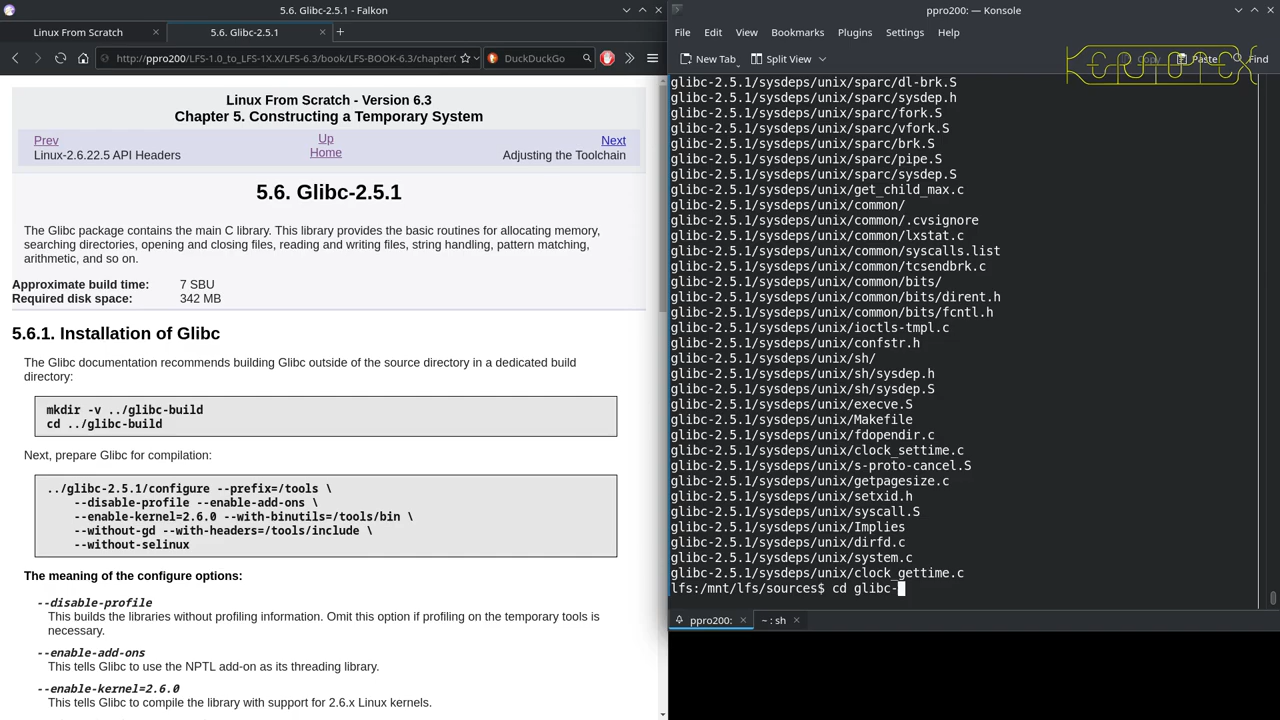 5.6. Glibc-2.5.1 - Falkon
Linux From Scratch
5.6. Glibc-2.5.1
http://ppro200/LFS-1.0_to_LFS-1X.X/LFS-6.3/book/LFS-BOOK-6.3/chapter(
DuckDuckGo
Linux From Scratch - Version 6.3
Chapter 5. Constructing a Temporary System
Prev
Up
Next
Linux-2.6.22.5 API Headers
Home
Adjusting the Toolchain
5.6. Glibc-2.5.1
The Glibc package contains the main C library. This library provides the basic routines for allocating memory,
searching directories, opening and closing files, reading and writing files, string handling, pattern matching,
arithmetic, and so on.
Approximate build time: 7 SBU
Required disk space: 342 MB
5.6.1. Installation of Glibc
The Glibc documentation recommends building Glibc outside of the source directory in a dedicated build
directory:
mkdir -v ../glibc-build
cd ../glibc-build
Next, prepare Glibc for compilation:
../glibc-2.5.1/configure --prefix=/tools \
--disable-profile --enable-add-ons \
--enable-kernel=2.6.0 --with-binutils=/tools/bin \
--without-gd --with-headers=/tools/include \
--without-selinux
The meaning of the configure options:
--disable-profile
This builds the libraries without profiling information. Omit this option if profiling on the temporary tools is
necessary.
--enable-add-ons
This tells Glibc to use the NPTL add-on as its threading library.
--enable-kernel=2.6.0
This tells Glibc to compile the library with support for 2.6.x Linux kernels.
ppro200: — Konsole
File Edit View Bookmarks Plugins Settings Help
New Tab Split View Copy Paste Find
glibc-2.5.1/sysdeps/unix/sparc/dl-brk.S
glibc-2.5.1/sysdeps/unix/sparc/sysdep.h
glibc-2.5.1/sysdeps/unix/sparc/fork.S
glibc-2.5.1/sysdeps/unix/sparc/vfork.S
glibc-2.5.1/sysdeps/unix/sparc/brk.S
glibc-2.5.1/sysdeps/unix/sparc/pipe.S
glibc-2.5.1/sysdeps/unix/sparc/sysdep.S
glibc-2.5.1/sysdeps/unix/get_child_max.c
glibc-2.5.1/sysdeps/unix/common/
glibc-2.5.1/sysdeps/unix/common/.cvsignore
glibc-2.5.1/sysdeps/unix/common/lxstat.c
glibc-2.5.1/sysdeps/unix/common/syscalls.list
glibc-2.5.1/sysdeps/unix/common/tcsendbrk.c
glibc-2.5.1/sysdeps/unix/common/bits/
glibc-2.5.1/sysdeps/unix/common/bits/dirent.h
glibc-2.5.1/sysdeps/unix/common/bits/fcntl.h
glibc-2.5.1/sysdeps/unix/ioctls-tmpl.c
glibc-2.5.1/sysdeps/unix/confstr.h
glibc-2.5.1/sysdeps/unix/sh/
glibc-2.5.1/sysdeps/unix/sh/sysdep.h
glibc-2.5.1/sysdeps/unix/sh/sysdep.S
glibc-2.5.1/sysdeps/unix/execve.S
glibc-2.5.1/sysdeps/unix/Makefile
glibc-2.5.1/sysdeps/unix/fdopendir.c
glibc-2.5.1/sysdeps/unix/clock_settime.c
glibc-2.5.1/sysdeps/unix/s-proto-cancel.S
glibc-2.5.1/sysdeps/unix/getpagesize.c
glibc-2.5.1/sysdeps/unix/setxid.h
glibc-2.5.1/sysdeps/unix/syscall.S
glibc-2.5.1/sysdeps/unix/Implies
glibc-2.5.1/sysdeps/unix/dirfd.c
glibc-2.5.1/sysdeps/unix/system.c
glibc-2.5.1/sysdeps/unix/clock_gettime.c
lfs:/mnt/lfs/sources$ cd glibc-
ppro200:
~ : sh